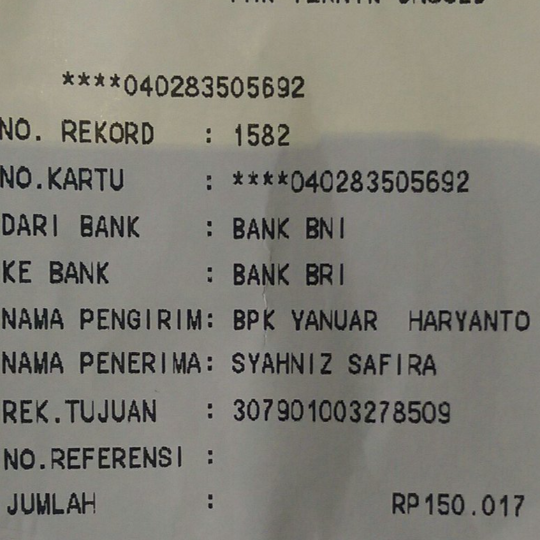 ****040283505692
NO. REKORD : 1582
NO.KARTU : ****040283505692
DARI BANK : BANK BNI
KE BANK : BANK BRI
NAMA PENGIRIM: BPK YANUAR HARYANTO
NAMA PENERIMA: SYAHNIZ SAFIRA
REK.TUJUAN : 307901003278509
NO.REFERENSI :
JUMLAH : RP150.017